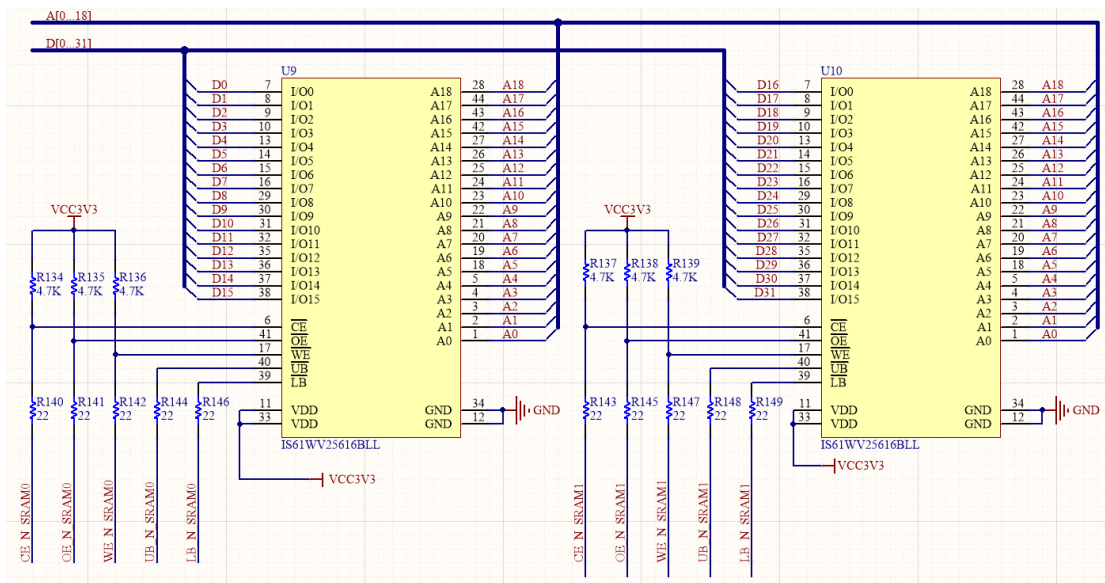 A[0...18]
D[0...31]
U9
U10
D0 7 I/O0 A18 28 A18
D16 7 I/O0 A18 28 A18
D1 8 I/O1 A17 44 A17
D17 8 I/O1 A17 44 A17
D2 9 I/O2 A16 43 A16
D18 9 I/O2 A16 43 A16
D3 10 I/O3 A15 42 A15
D19 10 I/O3 A15 42 A15
D4 13 I/O4 A14 27 A14
D20 13 I/O4 A14 27 A14
D5 14 I/O5 A13 26 A13
D21 14 I/O5 A13 26 A13
D6 15 I/O6 A12 25 A12
D22 15 I/O6 A12 25 A12
D7 16 I/O7 A11 24 A11
D23 16 I/O7 A11 24 A11
D8 29 I/O8 A10 23 A10
D24 29 I/O8 A10 23 A10
D9 30 I/O9 A9 22 A9
D25 30 I/O9 A9 22 A9
D10 31 I/O10 A8 21 A8
D26 31 I/O10 A8 21 A8
D11 32 I/O11 A7 20 A7
D27 32 I/O11 A7 20 A7
D12 35 I/O12 A6 19 A6
D28 35 I/O12 A6 19 A6
D13 36 I/O13 A5 18 A5
D29 36 I/O13 A5 18 A5
D14 37 I/O14 A4 5 A4
D30 37 I/O14 A4 5 A4
D15 38 I/O15 A3 4 A3
D31 38 I/O15 A3 4 A3
A2 3 A2
A2 3 A2
6 CE A1 2 A1
6 CE A1 2 A1
41 OE A0 1 A0
41 OE A0 1 A0
17 WE
17 WE
40 UB
40 UB
39 LB
39 LB
11 VDD GND 34
11 VDD GND 34
33 VDD GND 12
33 VDD GND 12
GND
GND
IS61WV25616BLL
IS61WV25616BLL
VCC3V3
VCC3V3
VCC3V3
VCC3V3
R134 R135 R136
4.7K 4.7K 4.7K
R137 R138 R139
4.7K 4.7K 4.7K
R140 R141 R142 R144 R146
22 22 22 22 22
R143 R145 R147 R148 R149
22 22 22 22 22
CE_N_SRAM0
OE_N_SRAM0
WE_N_SRAM0
UB_N_SRAM0
LB_N_SRAM0
CE_N_SRAM1
OE_N_SRAM1
WE_N_SRAM1
UB_N_SRAM1
LB_N_SRAM1